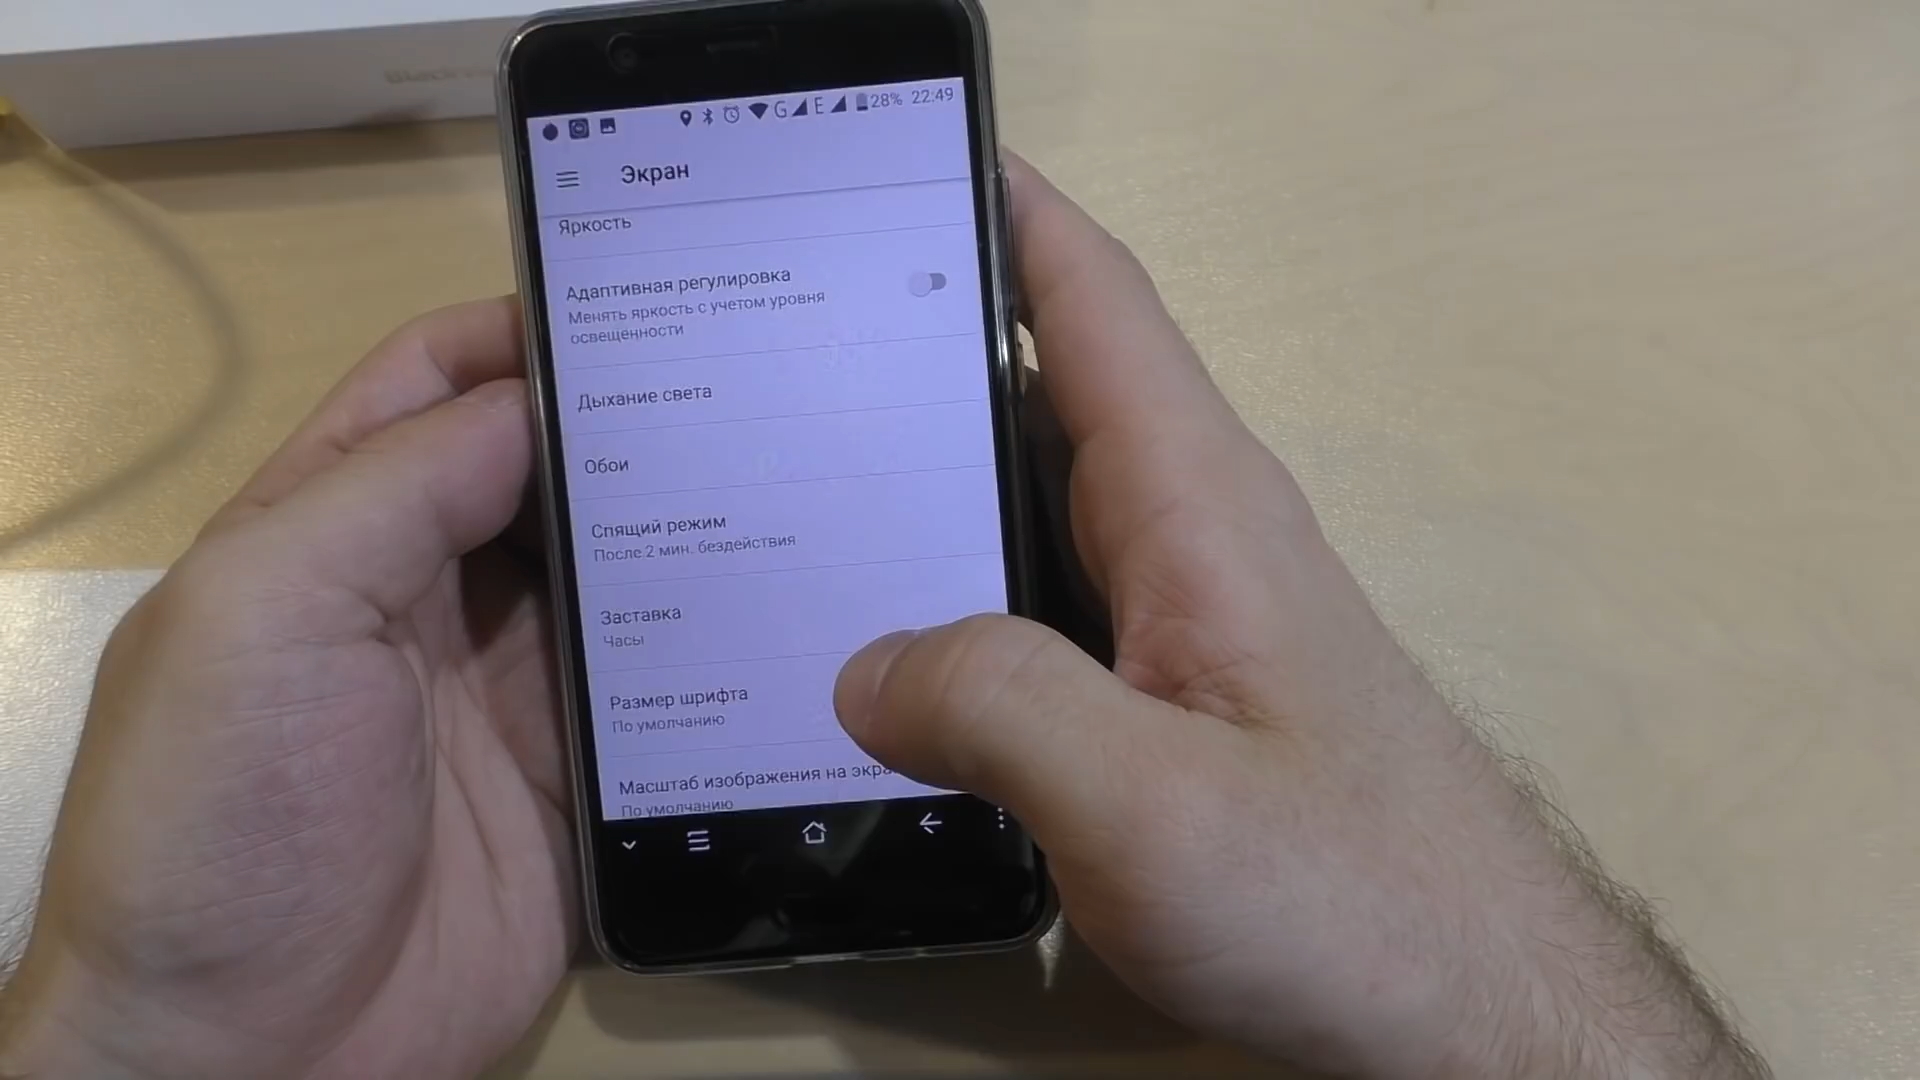 G E 28% 22:49
Экран
Яркость
Адаптивная регулировка
Менять яркость с учетом уровня
освещенности
Дыхание света
Обои
Спящий режим
После 2 мин. бездействия
Заставка
Часы
Размер шрифта
По умолчанию
Масштаб изображения на
По умолчанию